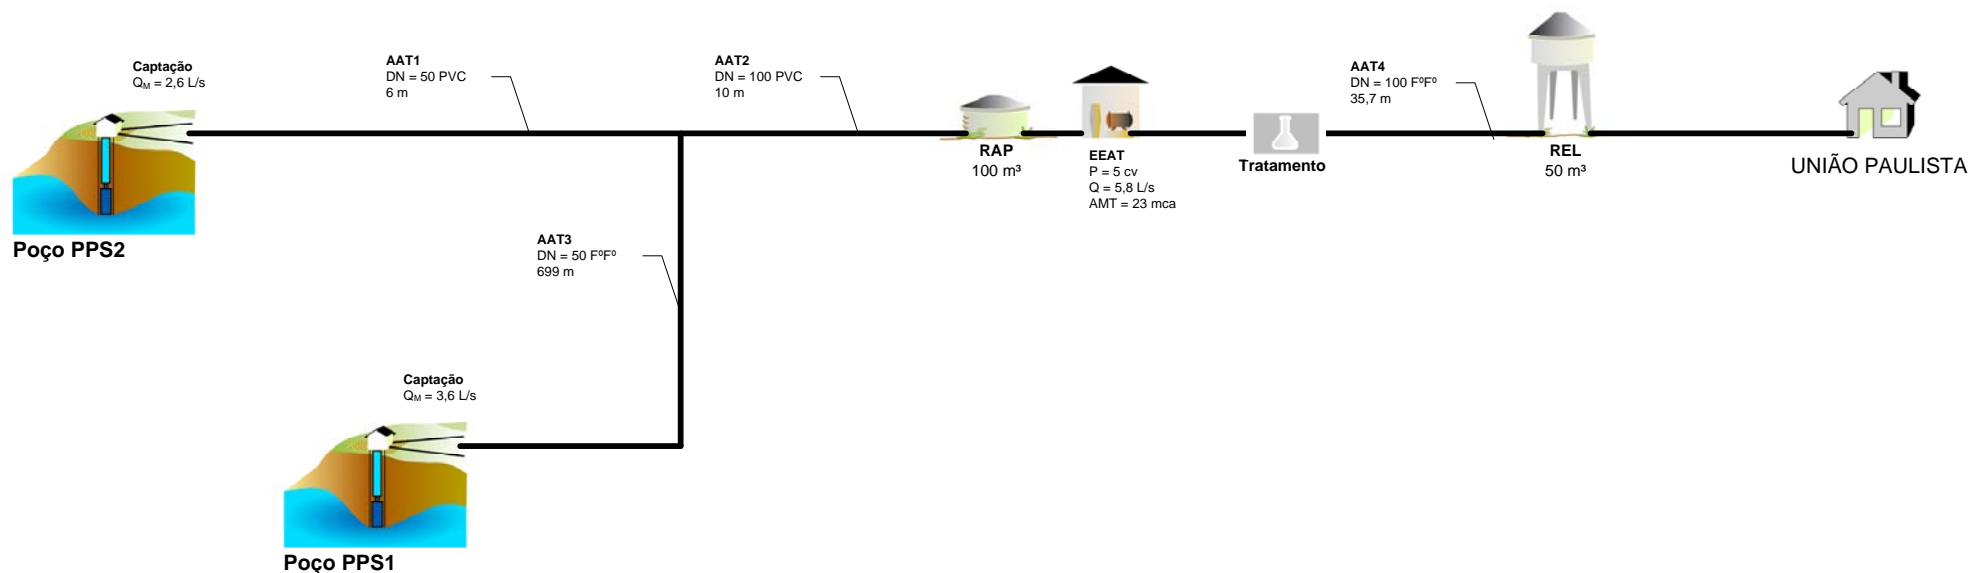 Captação
QM = 2,6 L/s
Poço PPS2
AAT1
DN = 50 PVC
6 m
AAT2
DN = 100 PVC
10 m
RAP
100 m³
EEAT
P = 5 cv
Q = 5,8 L/s
AMT = 23 mca
Tratamento
AAT4
DN = 100 FºFº
35,7 m
REL
50 m³
UNIÃO PAULISTA
AAT3
DN = 50 FºFº
699 m
Captação
QM = 3,6 L/s
Poço PPS1